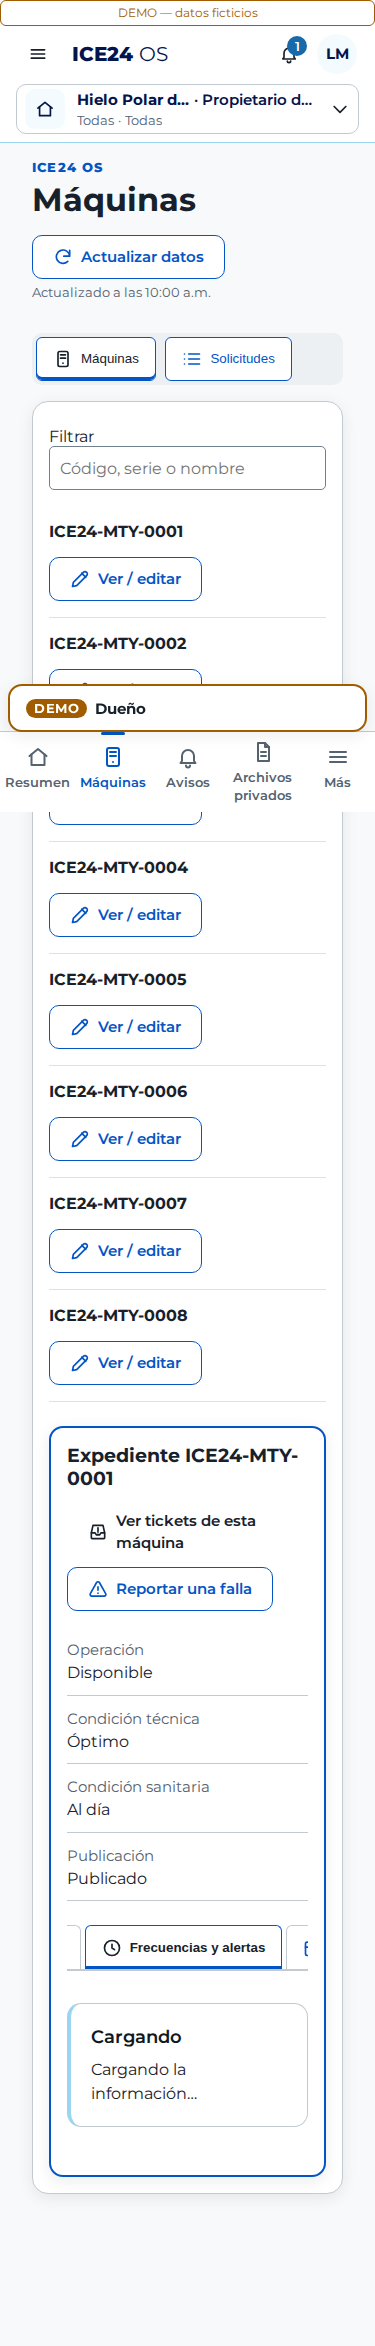 DEMO — datos ficticios
ICE24 OS
1
LM
Hielo Polar d... · Propietario d...
Todas · Todas
ICE24 OS
Máquinas
Actualizar datos
Actualizado a las 10:00 a.m.
Máquinas
Solicitudes
Filtrar
Código, serie o nombre
ICE24-MTY-0001
Ver / editar
ICE24-MTY-0002
DEMO Dueño
Resumen
Máquinas
Avisos
Archivos
privados
Más
ICE24-MTY-0004
Ver / editar
ICE24-MTY-0005
Ver / editar
ICE24-MTY-0006
Ver / editar
ICE24-MTY-0007
Ver / editar
ICE24-MTY-0008
Ver / editar
Expediente ICE24-MTY-
0001
Ver tickets de esta
máquina
Reportar una falla
Operación
Disponible
Condición técnica
Óptimo
Condición sanitaria
Al día
Publicación
Publicado
Frecuencias y alertas
Cargando
Cargando la
información...